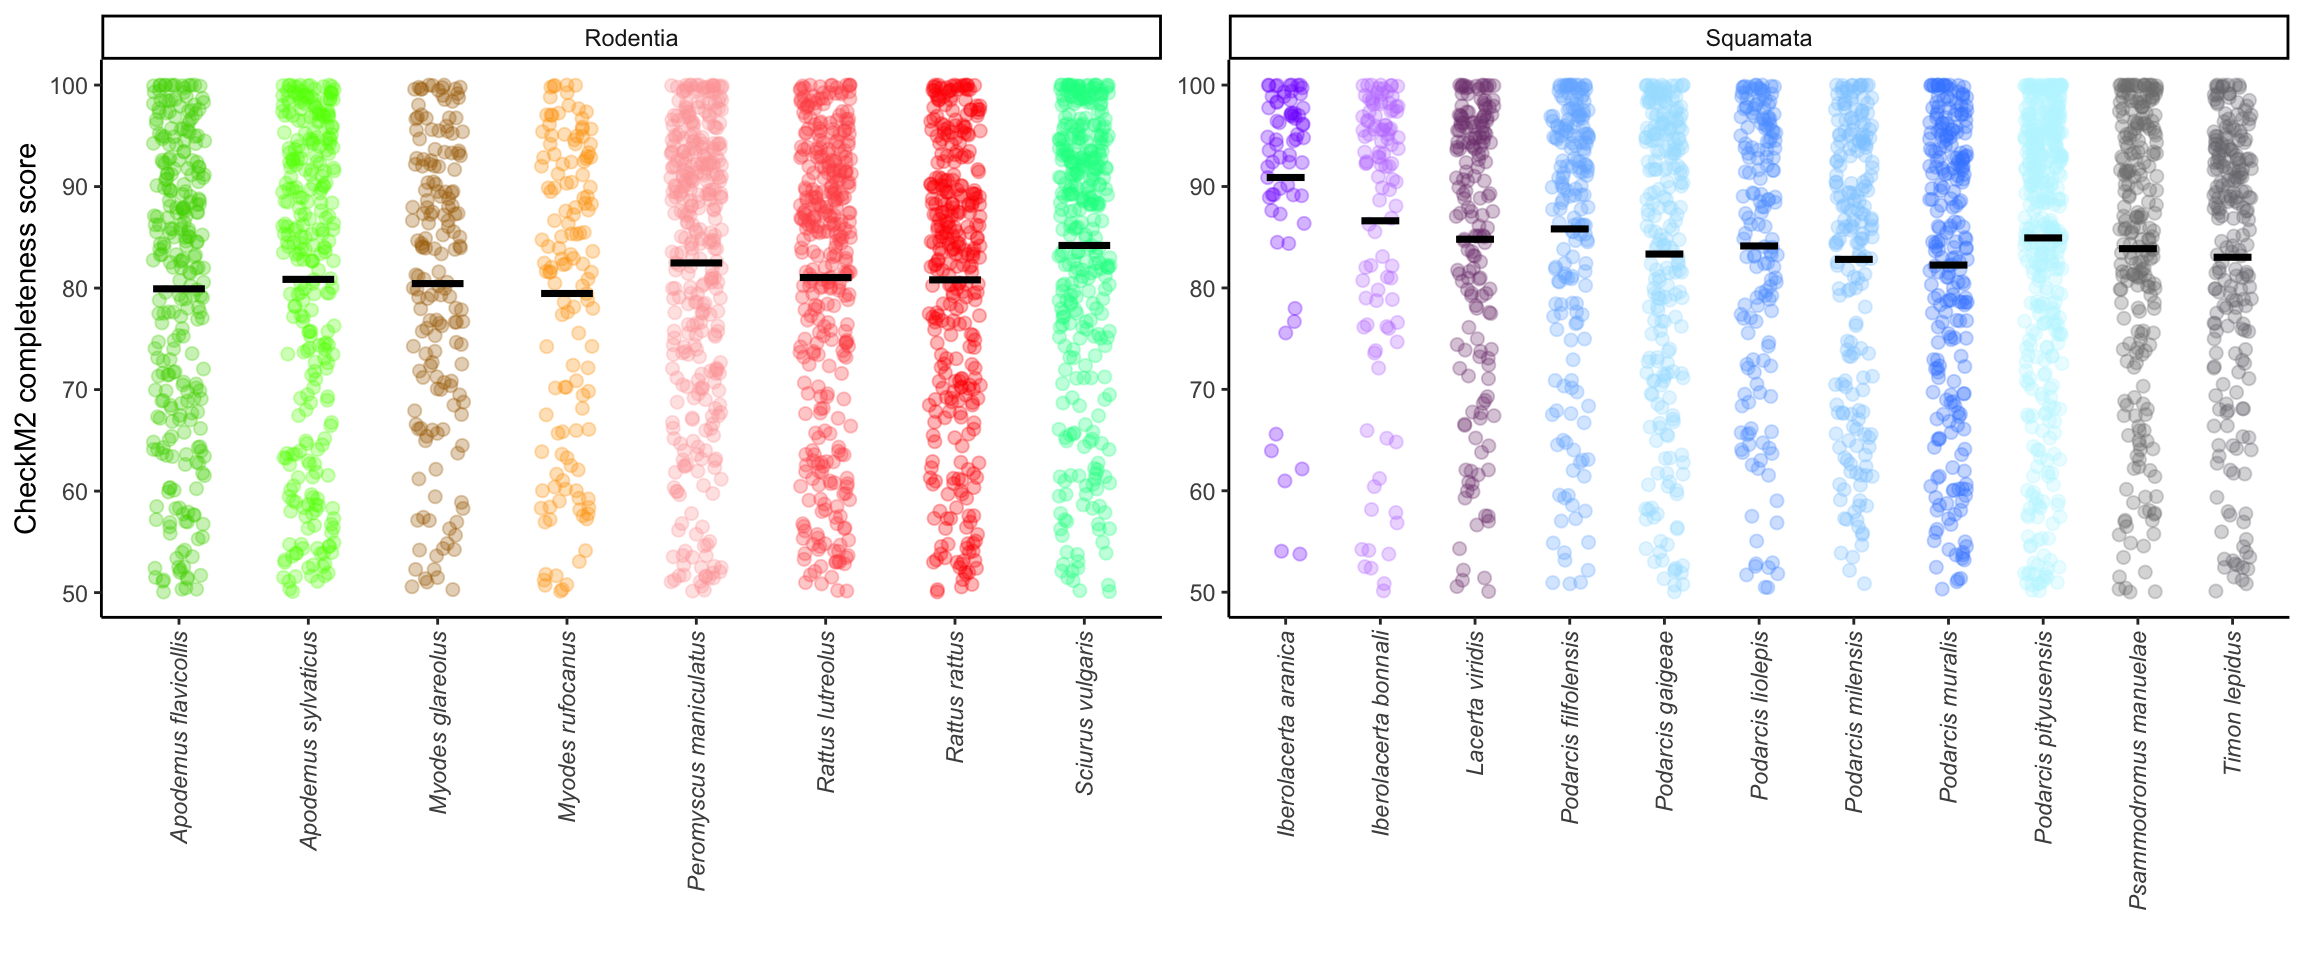 Rodentia
Squamata
CheckM2 completeness score
100
90
80
70
60
50
100
90
80
70
60
50
Apodemus flavicollis
Apodemus sylvaticus
Myodes glareolus
Myodes rufocanus
Peromyscus maniculatus
Rattus lutreolus
Rattus rattus
Sciurus vulgaris
Iberolacerta aranica
Iberolacerta bonnali
Lacerta viridis
Podarcis filfolensis
Podarcis gaigeae
Podarcis liolepis
Podarcis milensis
Podarcis muralis
Podarcis pityusensis
Psammodromus manuelae
Timon lepidus